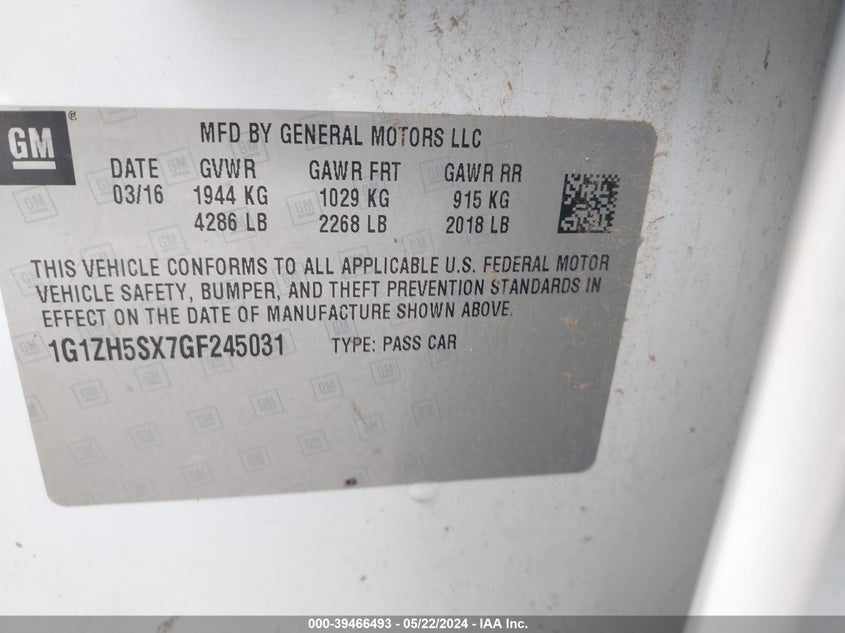 GM®
MFD BY GENERAL MOTORS LLC
DATE GVWR GAWR FRT GAWR RR
03/16 1944 KG 1029 KG 915 KG
4286 LB 2268 LB 2018 LB
THIS VEHICLE CONFORMS TO ALL APPLICABLE U.S. FEDERAL MOTOR
VEHICLE SAFETY, BUMPER, AND THEFT PREVENTION STANDARDS IN
EFFECT ON THE DATE OF MANUFACTURE SHOWN ABOVE.
1G1ZH5SX7GF245031 TYPE: PASS CAR
000-39466493 - 05/22/2024 - IAA Inc.